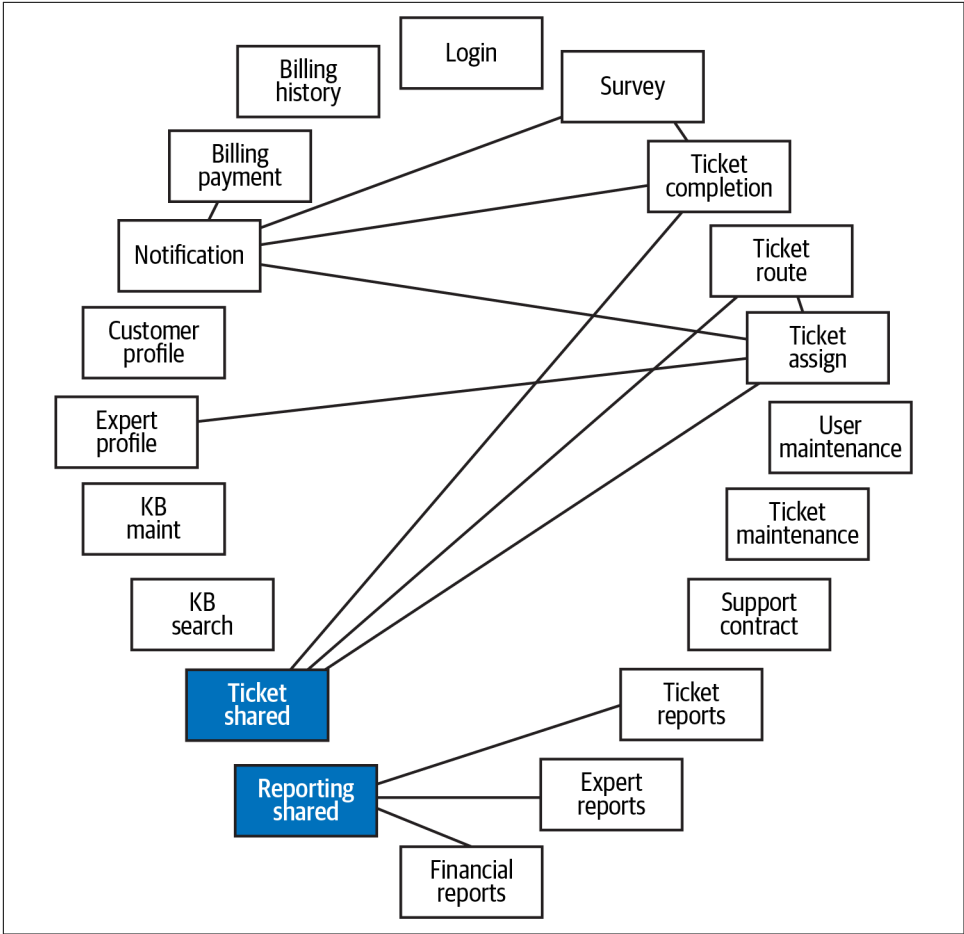 Login
Billing
history
Survey
Billing
payment
Ticket
completion
Notification
Ticket
route
Customer
profile
Ticket
assign
Expert
profile
User
maintenance
KB
maint
Ticket
maintenance
KB
search
Support
contract
Ticket
shared
Ticket
reports
Reporting
shared
Expert
reports
Financial
reports